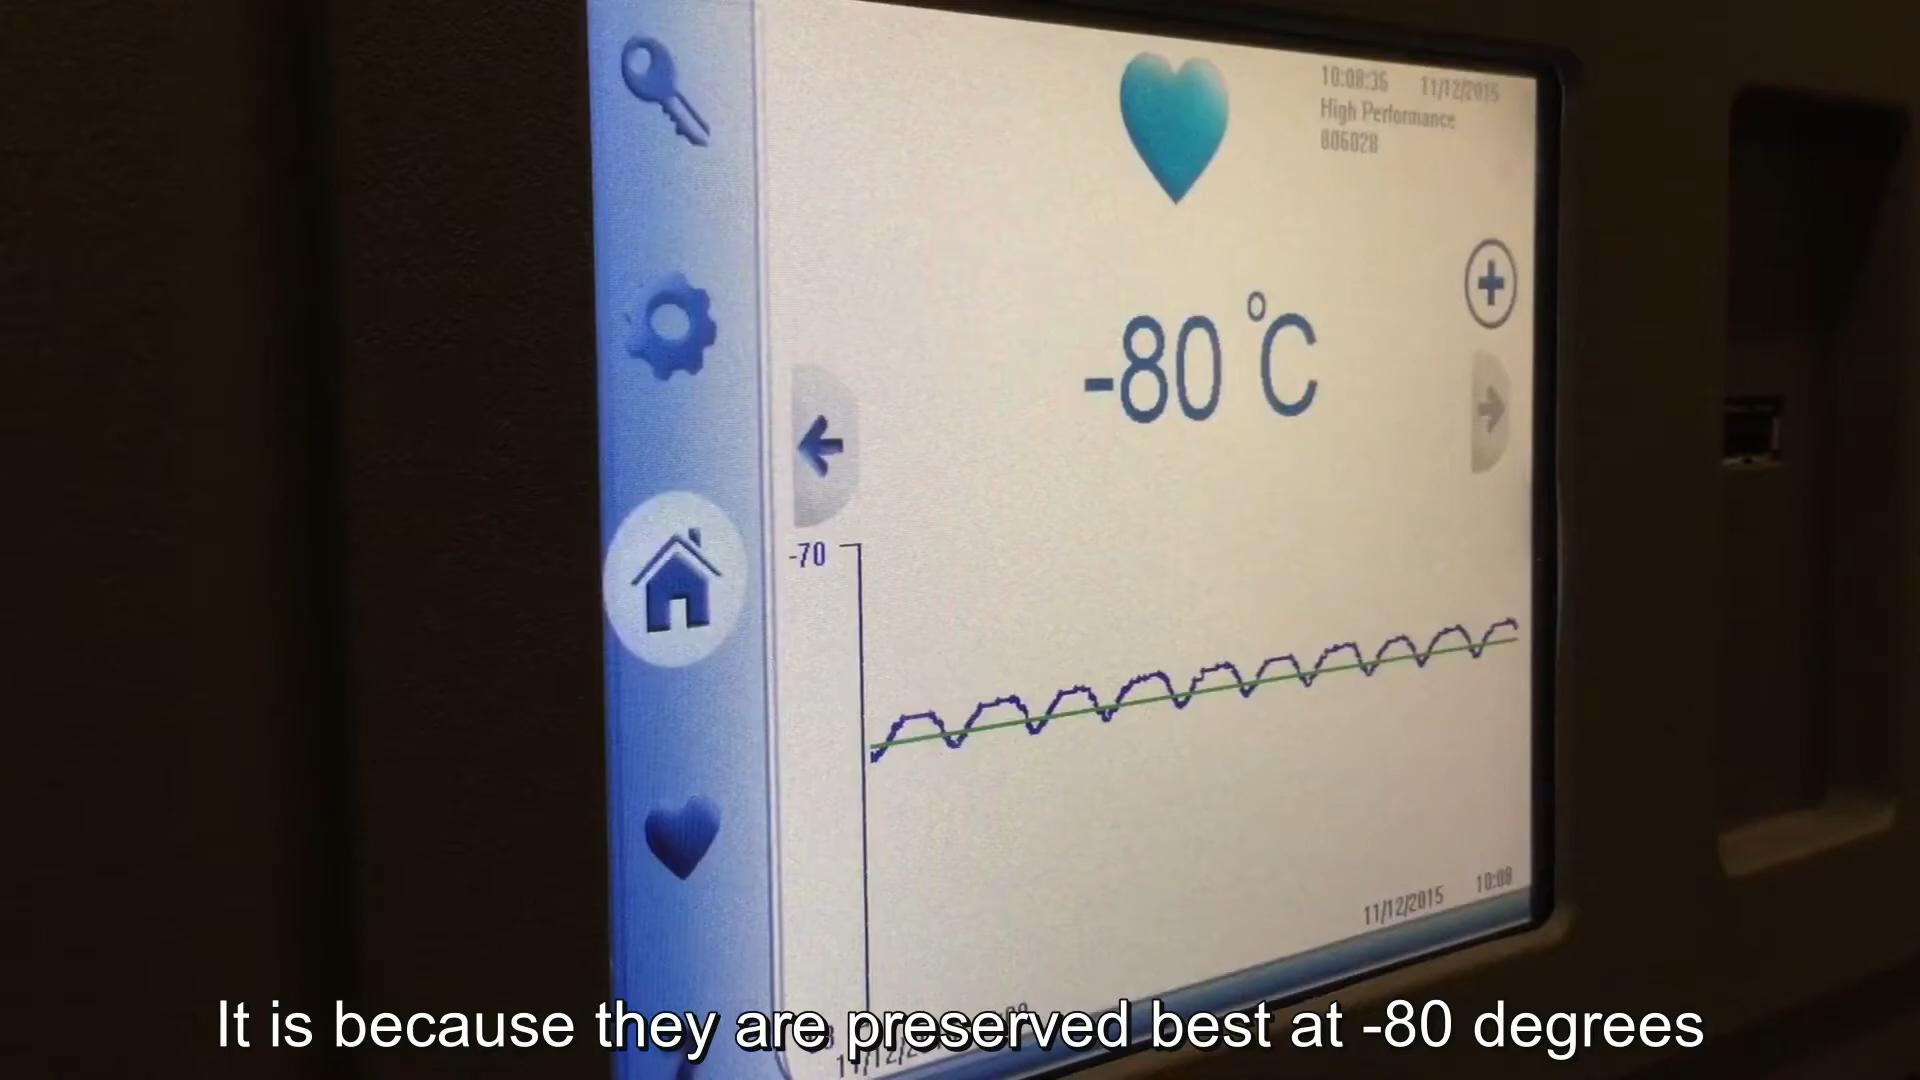 10:08:36 11/12/2015
High Performance
806028
-80 °C
-70
11/12/2015 10:08
It is because they are preserved best at -80 degrees